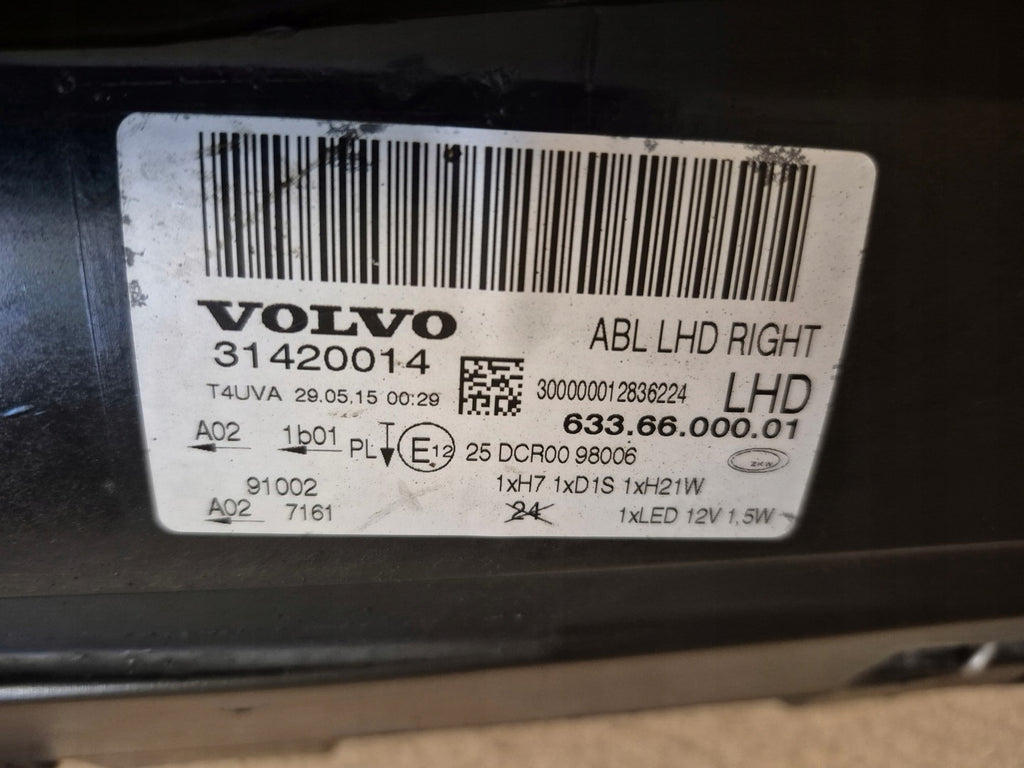 VOLVO
ABL LHD RIGHT
31420014
300000012836224 LHD
T4UVA 29.05.15 00:29
633.66.000.01
A02 1b01 PL E12 25 DCR00 98006
ZKW
91002
1xH7 1xD1S 1xH21W
A02 7161
24 1xLED 12V 1,5W